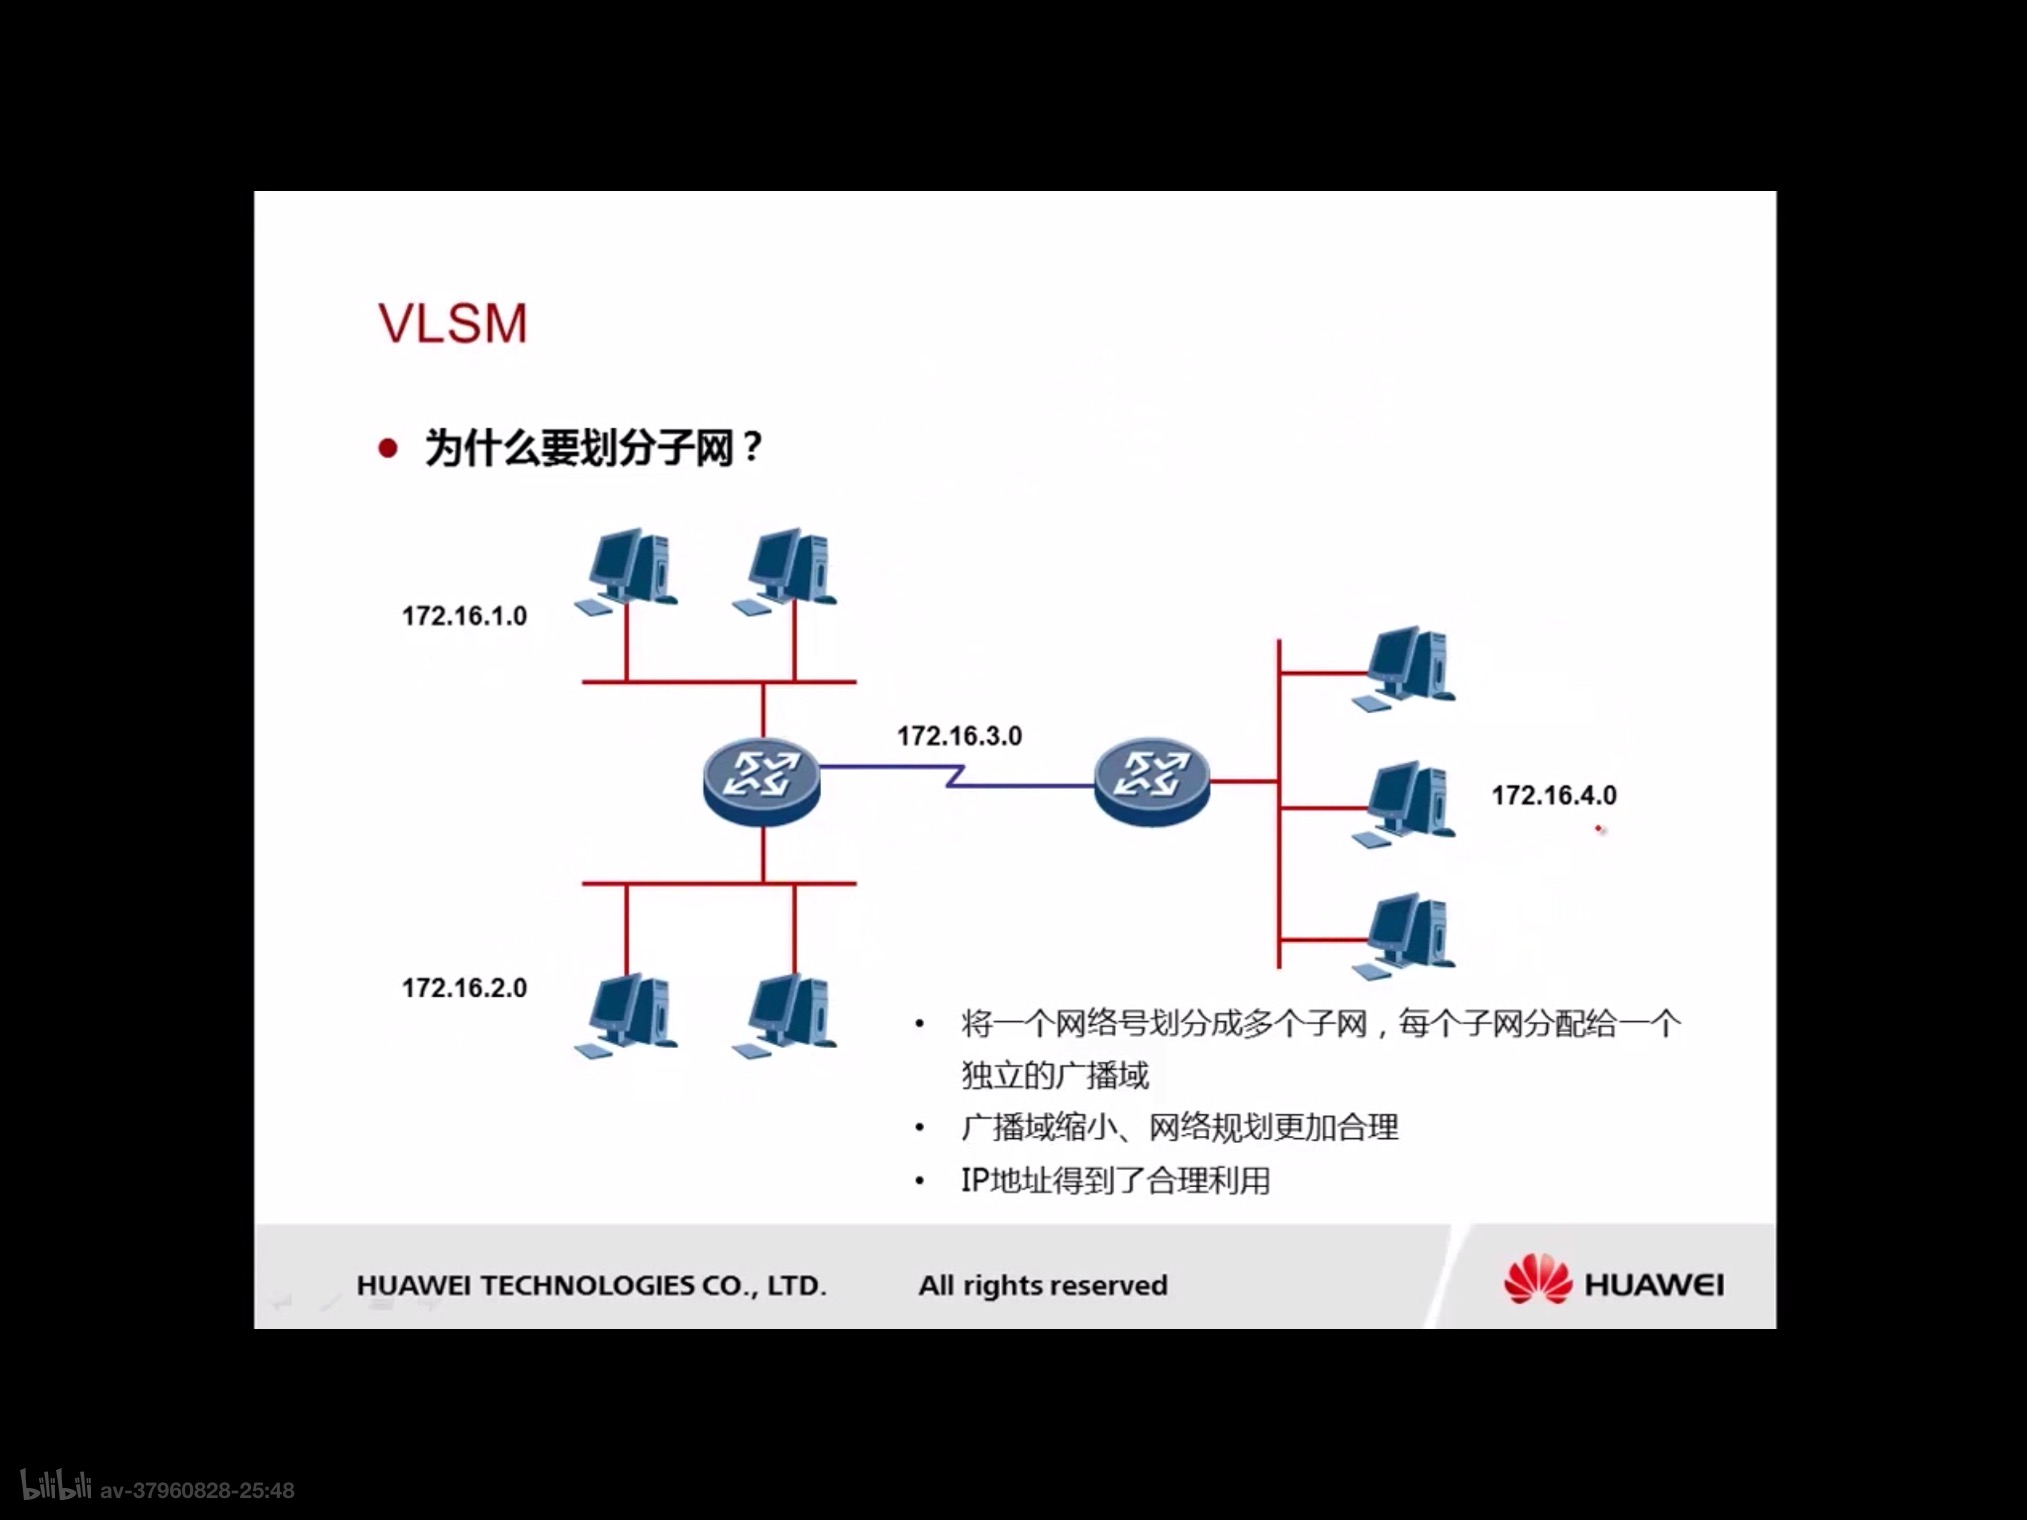 VLSM
● 为什么要划分子网？
172.16.1.0
172.16.3.0
172.16.4.0
172.16.2.0
• 将一个网络号划分成多个子网，每个子网分配给一个
独立的广播域
• 广播域缩小、网络规划更加合理
• IP地址得到了合理利用
HUAWEI TECHNOLOGIES CO., LTD.
All rights reserved
HUAWEI
bilibili av-37960828-25:48